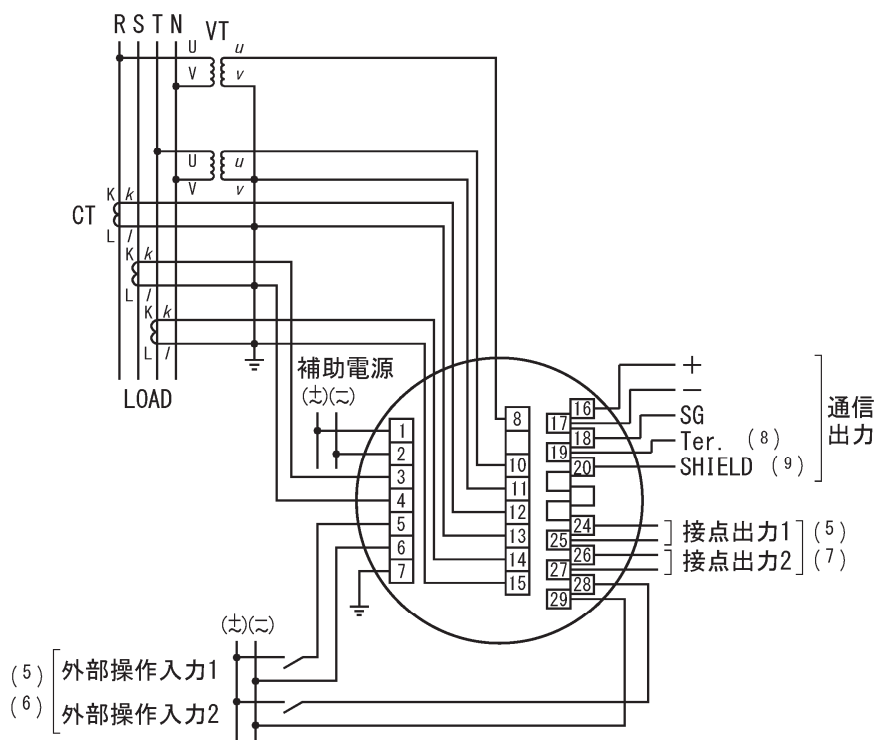 R S T N VT
U u
V v
U u
V v
K k
CT
L l
K k
L l
K k
L l
LOAD
補助電源
(±)(−)
1
2
3
4
5
6
7
8
10
11
12
13
14
15
16
17
18
19
20
24
25
26
27
28
29
+
−
SG
Ter. (8)
SHIELD (9)
通信
出力
接点出力1 (5)
接点出力2 (7)
(±)(−)
(5) 外部操作入力1
(6) 外部操作入力2